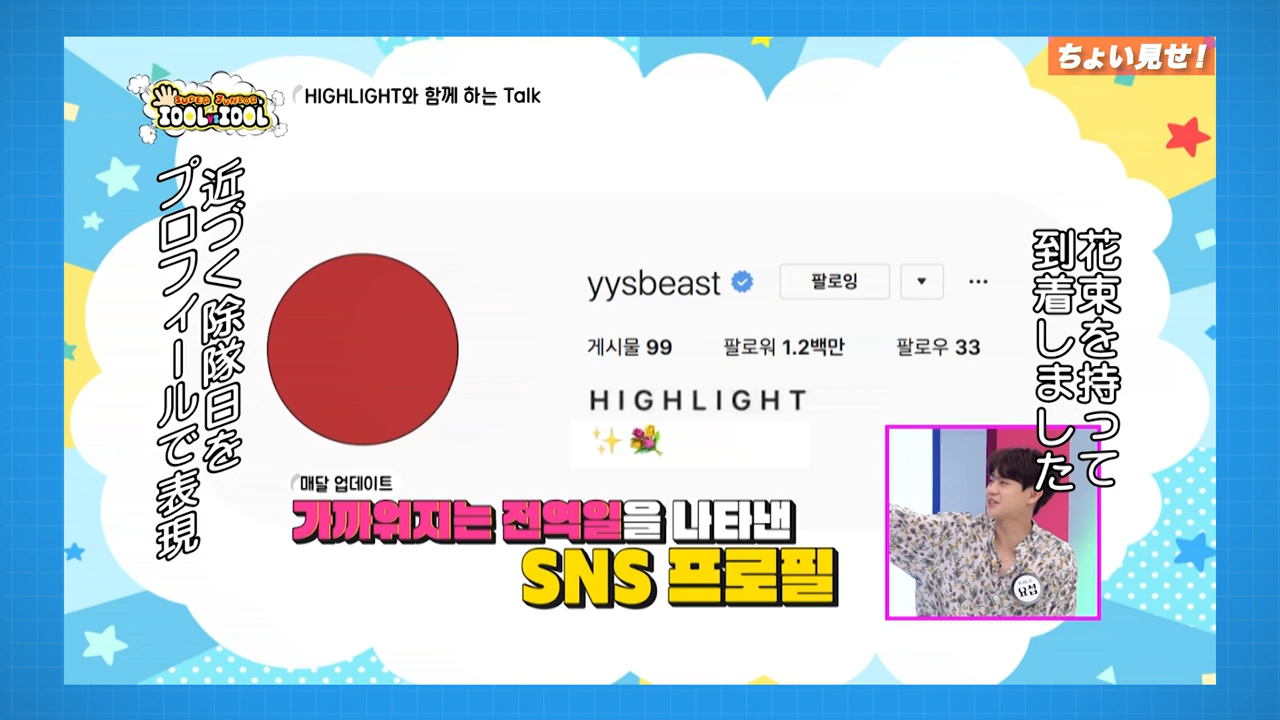 ちょい見せ!
SUPER JUNIOR's
IDOL vs IDOL
HIGHLIGHT와 함께 하는 Talk
花束を持って
到着しました
近づく除隊日を
プロフィールで表現
yysbeast
팔로잉
게시물 99 팔로워 1.2백만 팔로우 33
HIGHLIGHT
매달 업데이트
가까워지는 전역일을 나타낸
SNS 프로필
요섭